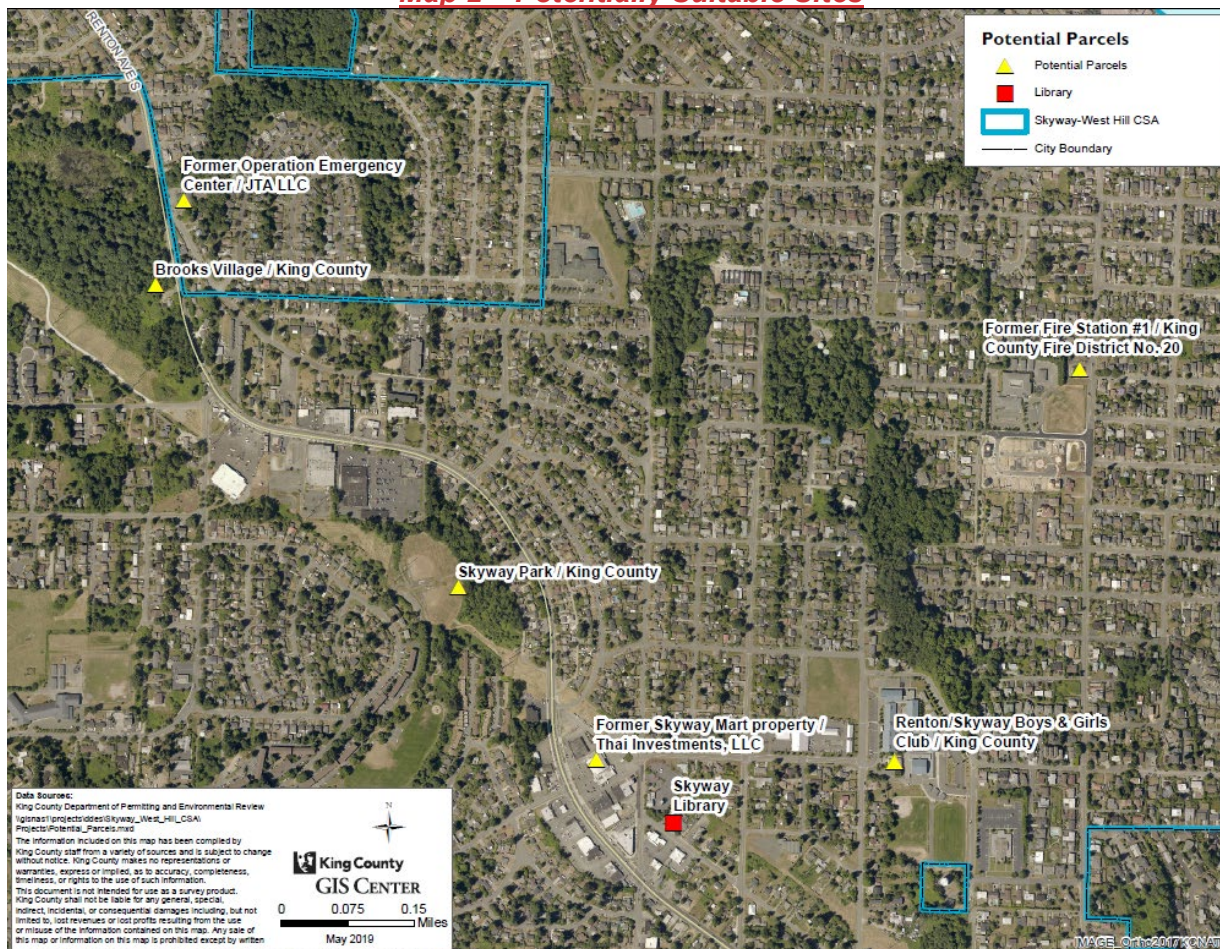 Map 1 – Potentially Suitable Sites
RENTON AVE S
Potential Parcels
Potential Parcels
Library
Skyway-West Hill CSA
City Boundary
Former Operation Emergency
Center / JTA LLC
Brooks Village / King County
Former Fire Station #1 / King
County Fire District No. 20
Skyway Park / King County
Former Skyway Mart property /
Thai Investments, LLC
Renton/Skyway Boys & Girls
Club / King County
Skyway
Library
Data Sources:
King County Department of Permitting and Environmental Review
\\gisnas1\projects\ddes\Skyway_West_Hill_CSA\
Projects\Potential_Parcels.mxd
The information included on this map has been compiled by
King County staff from a variety of sources and is subject to change
without notice. King County makes no representations or
warranties, express or implied, as to accuracy, completeness,
timeliness, or rights to the use of such information.
This document is not intended for use as a survey product.
King County shall not be liable for any general, special,
indirect, incidental, or consequential damages including, but not
limited to, lost revenues or lost profits resulting from the use
or misuse of the information contained on this map. Any sale of
this map or information on this map is prohibited except by written
N
King County
GIS CENTER
0 0.075 0.15
Miles
May 2019